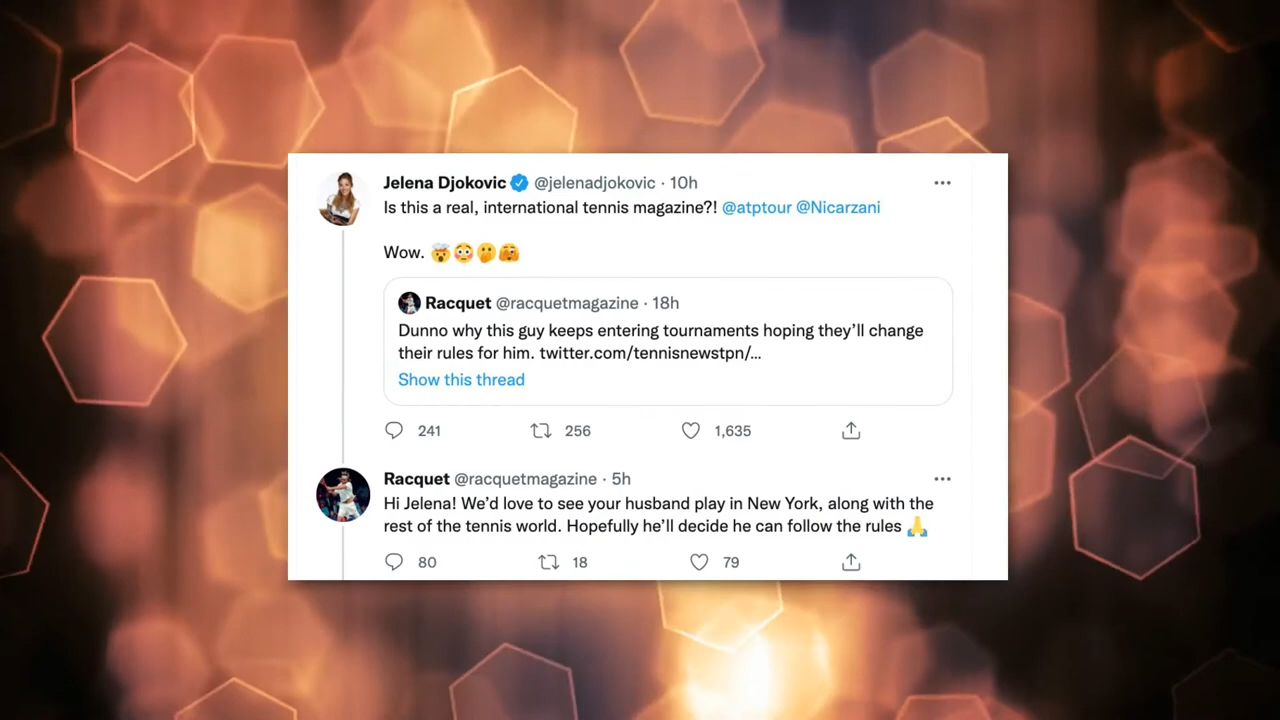 Jelena Djokovic @jelenadjokovic · 10h
Is this a real, international tennis magazine?! @atptour @Nicarzani
Wow. 🤯😳🫢🫣
Racquet @racquetmagazine · 18h
Dunno why this guy keeps entering tournaments hoping they’ll change
their rules for him. twitter.com/tennisnewstpn/...
Show this thread
241 256 1,635
Racquet @racquetmagazine · 5h
Hi Jelena! We’d love to see your husband play in New York, along with the
rest of the tennis world. Hopefully he’ll decide he can follow the rules 🙏
80 18 79